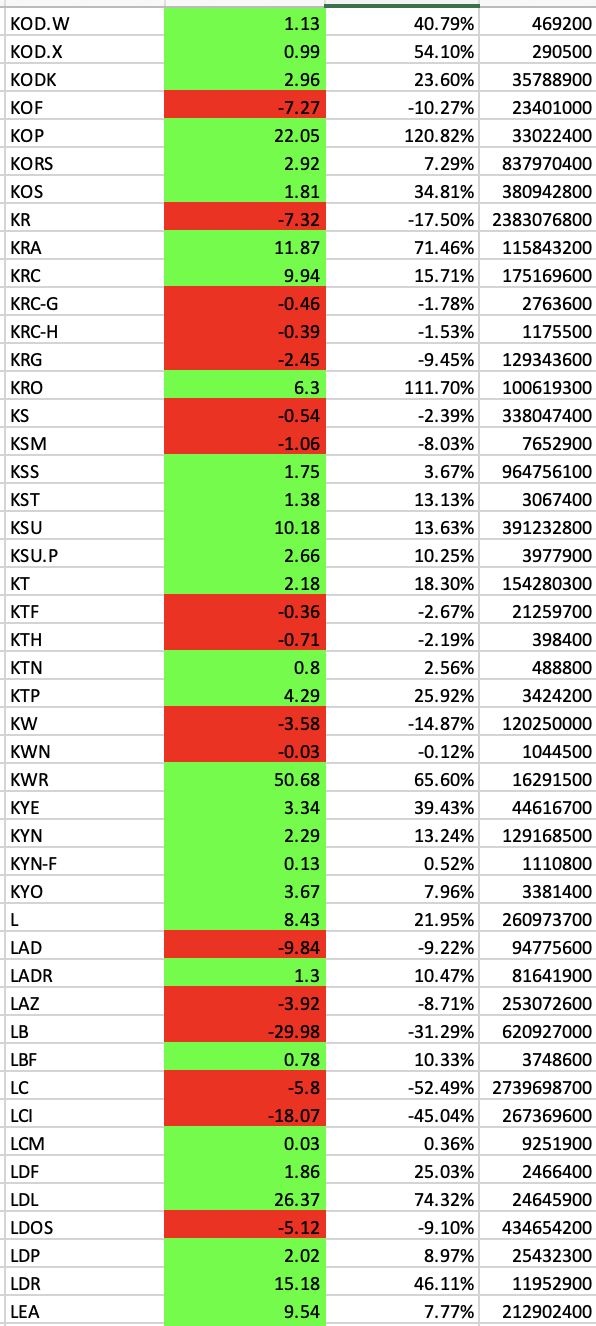 KOD.W 1.13 40.79% 469200
KOD.X 0.99 54.10% 290500
KODK 2.96 23.60% 35788900
KOF -7.27 -10.27% 23401000
KOP 22.05 120.82% 33022400
KORS 2.92 7.29% 837970400
KOS 1.81 34.81% 380942800
KR -7.32 -17.50% 2383076800
KRA 11.87 71.46% 115843200
KRC 9.94 15.71% 175169600
KRC-G -0.46 -1.78% 2763600
KRC-H -0.39 -1.53% 1175500
KRG -2.45 -9.45% 129343600
KRO 6.3 111.70% 100619300
KS -0.54 -2.39% 338047400
KSM -1.06 -8.03% 7652900
KSS 1.75 3.67% 964756100
KST 1.38 13.13% 3067400
KSU 10.18 13.63% 391232800
KSU.P 2.66 10.25% 3977900
KT 2.18 18.30% 154280300
KTF -0.36 -2.67% 21259700
KTH -0.71 -2.19% 398400
KTN 0.8 2.56% 488800
KTP 4.29 25.92% 3424200
KW -3.58 -14.87% 120250000
KWN -0.03 -0.12% 1044500
KWR 50.68 65.60% 16291500
KYE 3.34 39.43% 44616700
KYN 2.29 13.24% 129168500
KYN-F 0.13 0.52% 1110800
KYO 3.67 7.96% 3381400
L 8.43 21.95% 260973700
LAD -9.84 -9.22% 94775600
LADR 1.3 10.47% 81641900
LAZ -3.92 -8.71% 253072600
LB -29.98 -31.29% 620927000
LBF 0.78 10.33% 3748600
LC -5.8 -52.49% 2739698700
LCI -18.07 -45.04% 267369600
LCM 0.03 0.36% 9251900
LDF 1.86 25.03% 2466400
LDL 26.37 74.32% 24645900
LDOS -5.12 -9.10% 434654200
LDP 2.02 8.97% 25432300
LDR 15.18 46.11% 11952900
LEA 9.54 7.77% 212902400